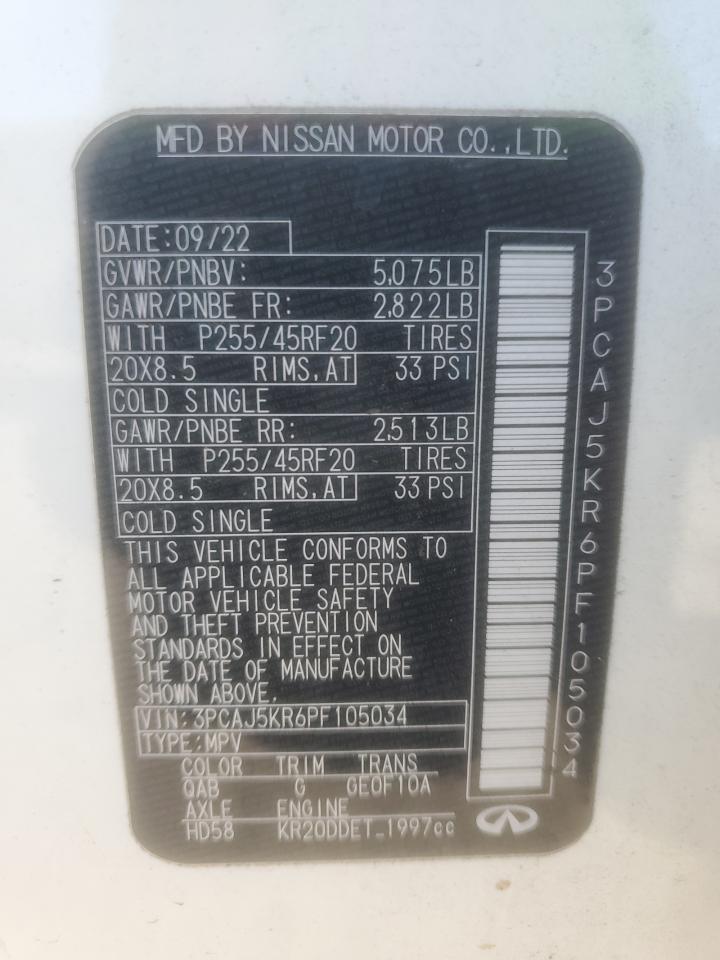 MFD BY NISSAN MOTOR CO.,LTD.
DATE:09/22
GVWR/PNBV: 5,075LB
GAWR/PNBE FR: 2,822LB
WITH P255/45RF20 TIRES
20X8.5 RIMS,AT 33 PSI
COLD SINGLE
GAWR/PNBE RR: 2,513LB
WITH P255/45RF20 TIRES
20X8.5 RIMS,AT 33 PSI
COLD SINGLE
THIS VEHICLE CONFORMS TO
ALL APPLICABLE FEDERAL
MOTOR VEHICLE SAFETY
AND THEFT PREVENTION
STANDARDS IN EFFECT ON
THE DATE OF MANUFACTURE
SHOWN ABOVE.
VIN:3PCAJ5KR6PF105034
TYPE:MPV
COLOR TRIM TRANS
QAB G GE0F10A
AXLE ENGINE
HD58 KR20DDET_1997cc
3PCAJ5KR6PF105034